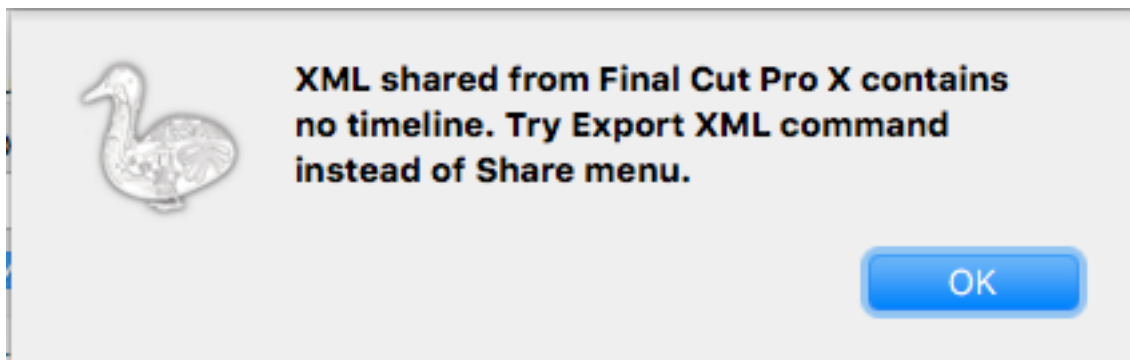 XML shared from Final Cut Pro X contains
no timeline. Try Export XML command
instead of Share menu.
OK